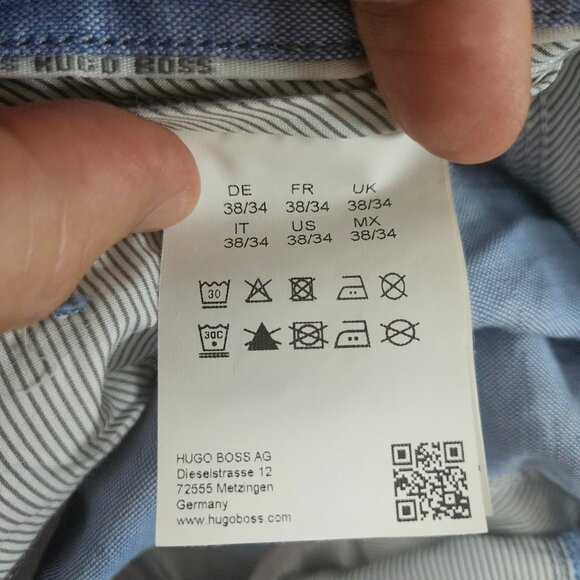 HUGO BOSS
DE FR UK
38/34 38/34 38/34
IT US MX
38/34 38/34 38/34
30
30C
HUGO BOSS AG
Dieselstrasse 12
72555 Metzingen
Germany
www.hugoboss.com